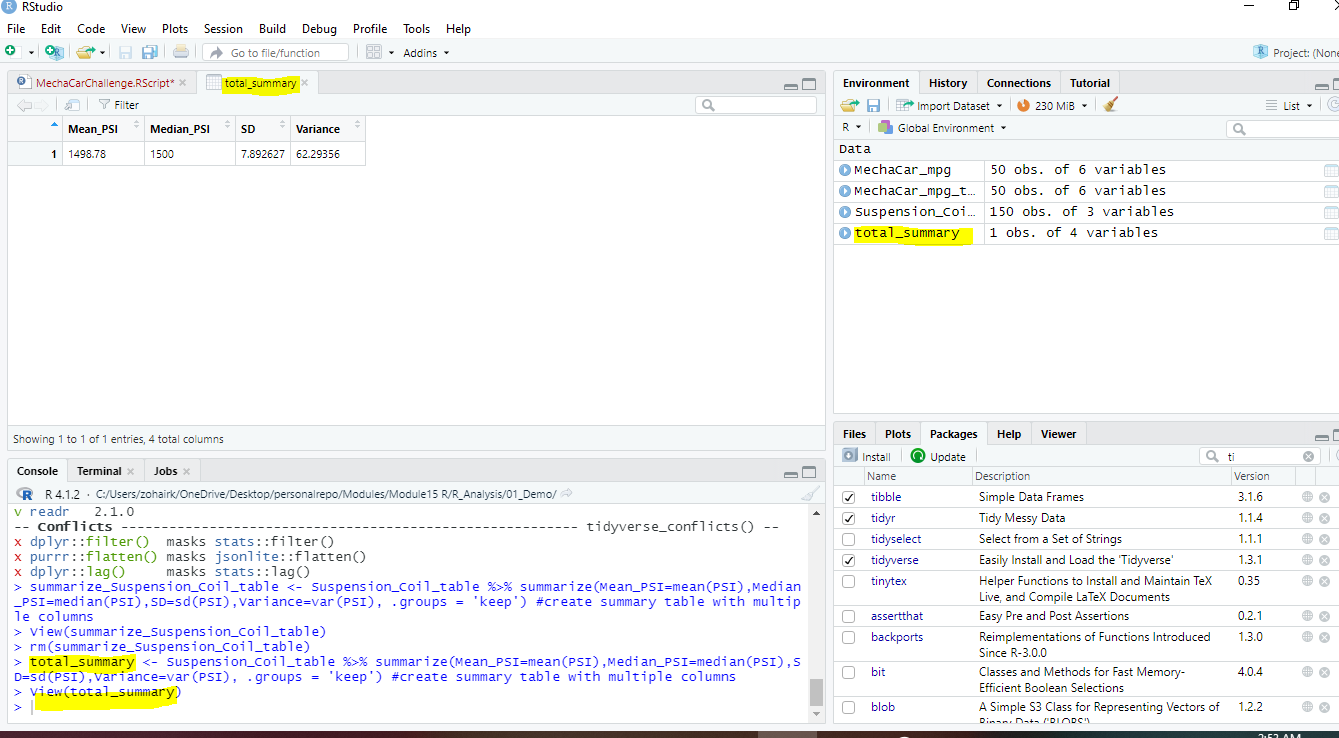 RStudio
File Edit Code View Plots Session Build Debug Profile Tools Help
Go to file/function Addins Project: (None
MechaCarChallenge.RScript* total_summary
Filter
Mean_PSI Median_PSI SD Variance
1 1498.78 1500 7.892627 62.29356
Showing 1 to 1 of 1 entries, 4 total columns
Console Terminal Jobs
R 4.1.2 · C:/Users/zohairk/OneDrive/Desktop/personalrepo/Modules/Module15 R/R_Analysis/01_Demo/
v readr 2.1.0
-- Conflicts ------------------------------------------------------- tidyverse_conflicts() --
x dplyr::filter() masks stats::filter()
x purrr::flatten() masks jsonlite::flatten()
x dplyr::lag() masks stats::lag()
> summarize_Suspension_Coil_table <- Suspension_Coil_table %>% summarize(Mean_PSI=mean(PSI),Median
_PSI=median(PSI),SD=sd(PSI),Variance=var(PSI), .groups = 'keep') #create summary table with multip
le columns
> View(summarize_Suspension_Coil_table)
> rm(summarize_Suspension_Coil_table)
> total_summary <- Suspension_Coil_table %>% summarize(Mean_PSI=mean(PSI),Median_PSI=median(PSI),S
D=sd(PSI),Variance=var(PSI), .groups = 'keep') #create summary table with multiple columns
> View(total_summary)
>
Environment History Connections Tutorial
Import Dataset 230 MiB List
R Global Environment
Data
MechaCar_mpg 50 obs. of 6 variables
MechaCar_mpg_t… 50 obs. of 6 variables
Suspension_Coi… 150 obs. of 3 variables
total_summary 1 obs. of 4 variables
Files Plots Packages Help Viewer
Install Update ti
Name Description Version
tibble Simple Data Frames 3.1.6
tidyr Tidy Messy Data 1.1.4
tidyselect Select from a Set of Strings 1.1.1
tidyverse Easily Install and Load the 'Tidyverse' 1.3.1
tinytex Helper Functions to Install and Maintain TeX 0.35
Live, and Compile LaTeX Documents
assertthat Easy Pre and Post Assertions 0.2.1
backports Reimplementations of Functions Introduced 1.3.0
Since R-3.0.0
bit Classes and Methods for Fast Memory- 4.0.4
Efficient Boolean Selections
blob A Simple S3 Class for Representing Vectors of 1.2.2
Binary Data ('BLOBS')
2:52 AM